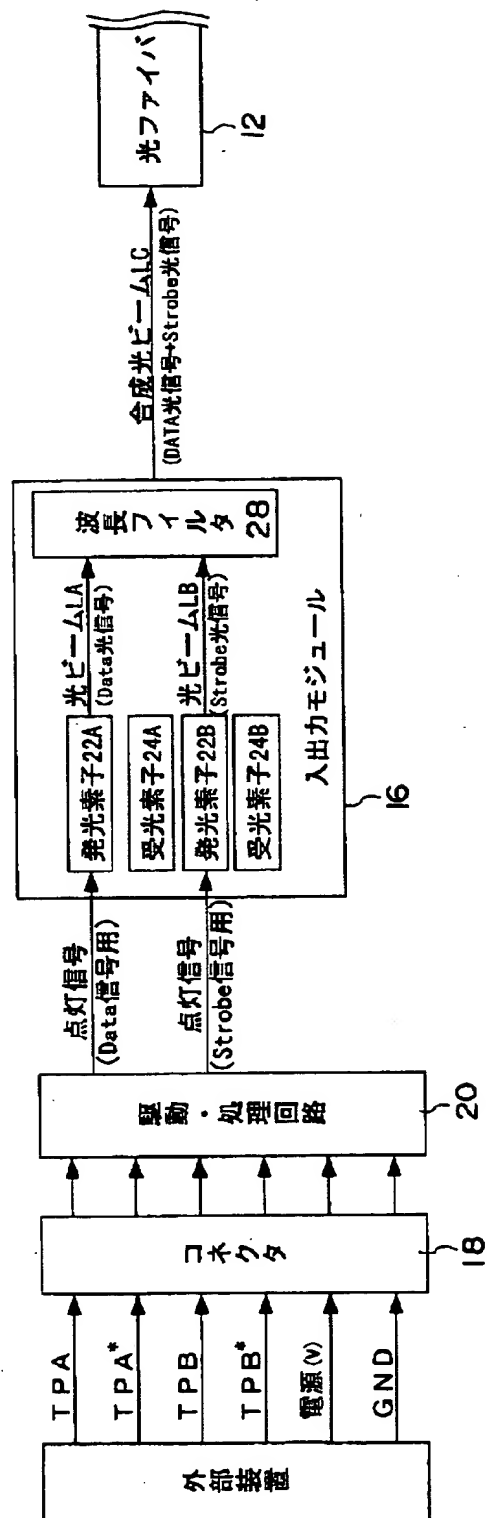 外部装置
TPA
TPA*
TPB
TPB*
電源(V)
GND
コネクタ
18
駆動・処理回路
20
点灯信号
(Data信号用)
点灯信号
(Strobe信号用)
発光素子22A
受光素子24A
発光素子22B
受光素子24B
光ビームLA
(Data光信号)
光ビームLB
(Strobe光信号)
波長フィルタ
28
入出力モジュール
16
合成光ビームLC
(DATA光信号+Strobe光信号)
光ファイバ
12